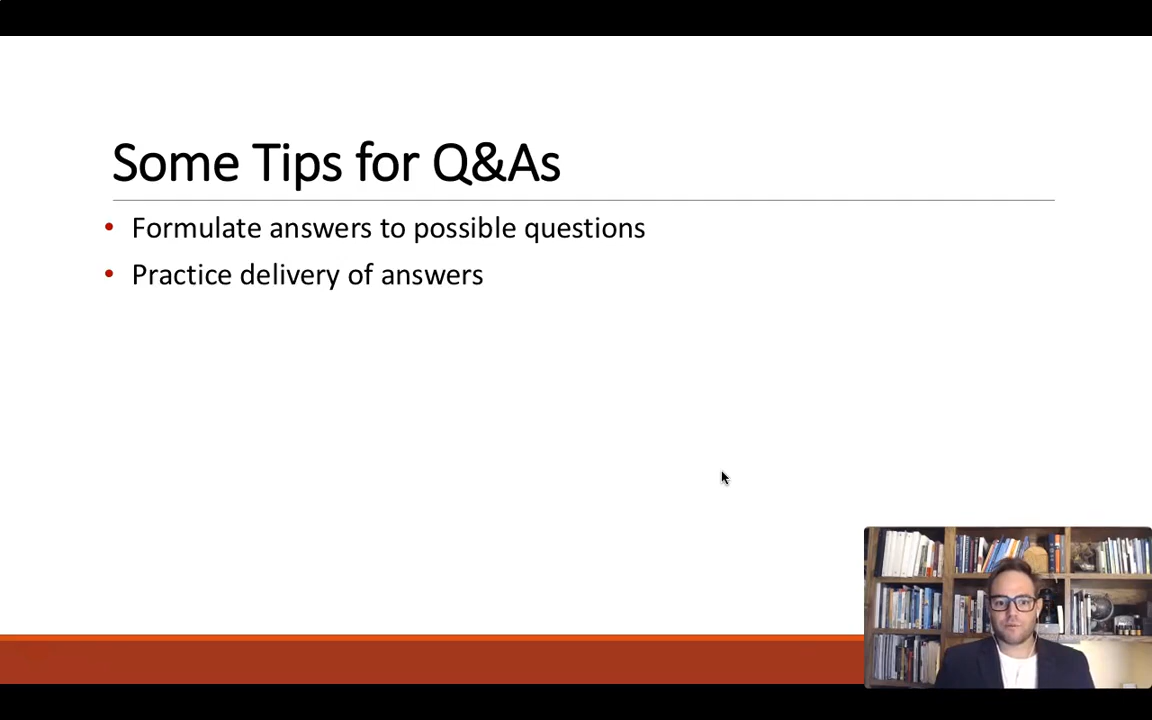 Some Tips for Q&As
• Formulate answers to possible questions
• Practice delivery of answers